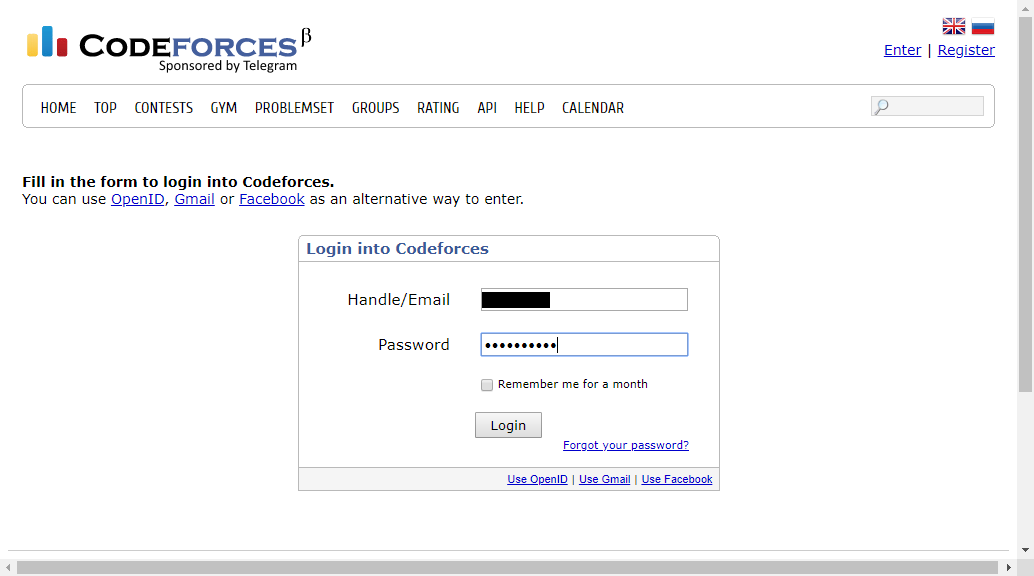 CODEFORCES β
Sponsored by Telegram
Enter | Register
HOME TOP CONTESTS GYM PROBLEMSET GROUPS RATING API HELP CALENDAR
Fill in the form to login into Codeforces.
You can use OpenID, Gmail or Facebook as an alternative way to enter.
Login into Codeforces
Handle/Email
Password
Remember me for a month
Login
Forgot your password?
Use OpenID | Use Gmail | Use Facebook